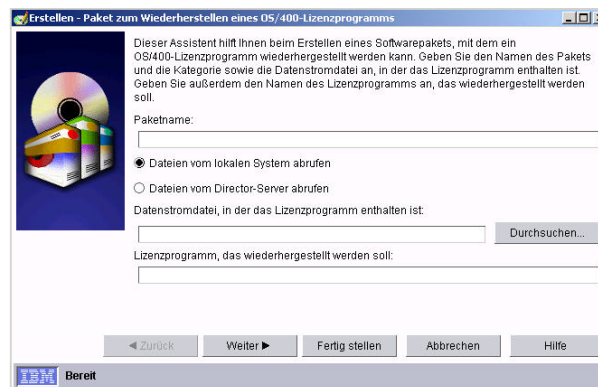 Erstellen - Paket zum Wiederherstellen eines OS/400-Lizenzprogramms
Dieser Assistent hilft Ihnen beim Erstellen eines Softwarepakets, mit dem ein
OS/400-Lizenzprogramm wiederhergestellt werden kann. Geben Sie den Namen des Pakets
und die Kategorie sowie die Datenstromdatei an, in der das Lizenzprogramm enthalten ist.
Geben Sie außerdem den Namen des Lizenzprogramms an, das wiederhergestellt werden
soll.
Paketname:
Dateien vom lokalen System abrufen
Dateien vom Director-Server abrufen
Datenstromdatei, in der das Lizenzprogramm enthalten ist:
Durchsuchen...
Lizenzprogramm, das wiederhergestellt werden soll:
Zurück Weiter Fertig stellen Abbrechen Hilfe
IBM Bereit